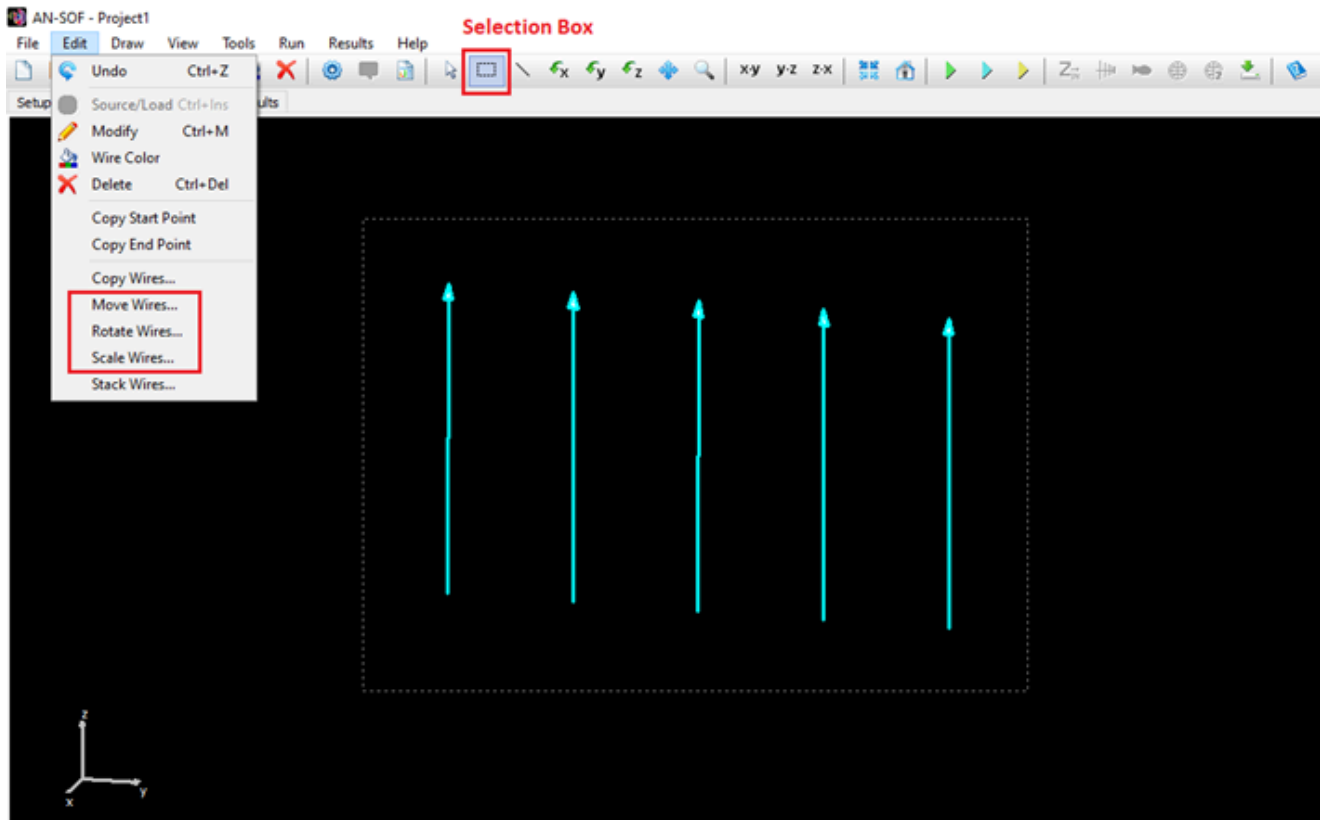 AN-SOF - Project1
Selection Box
File Edit Draw View Tools Run Results Help
x·y y·z z·x
Setup ults
Undo Ctrl+Z
Source/Load Ctrl+Ins
Modify Ctrl+M
Wire Color
Delete Ctrl+Del
Copy Start Point
Copy End Point
Copy Wires...
Move Wires...
Rotate Wires...
Scale Wires...
Stack Wires...
z
y
x